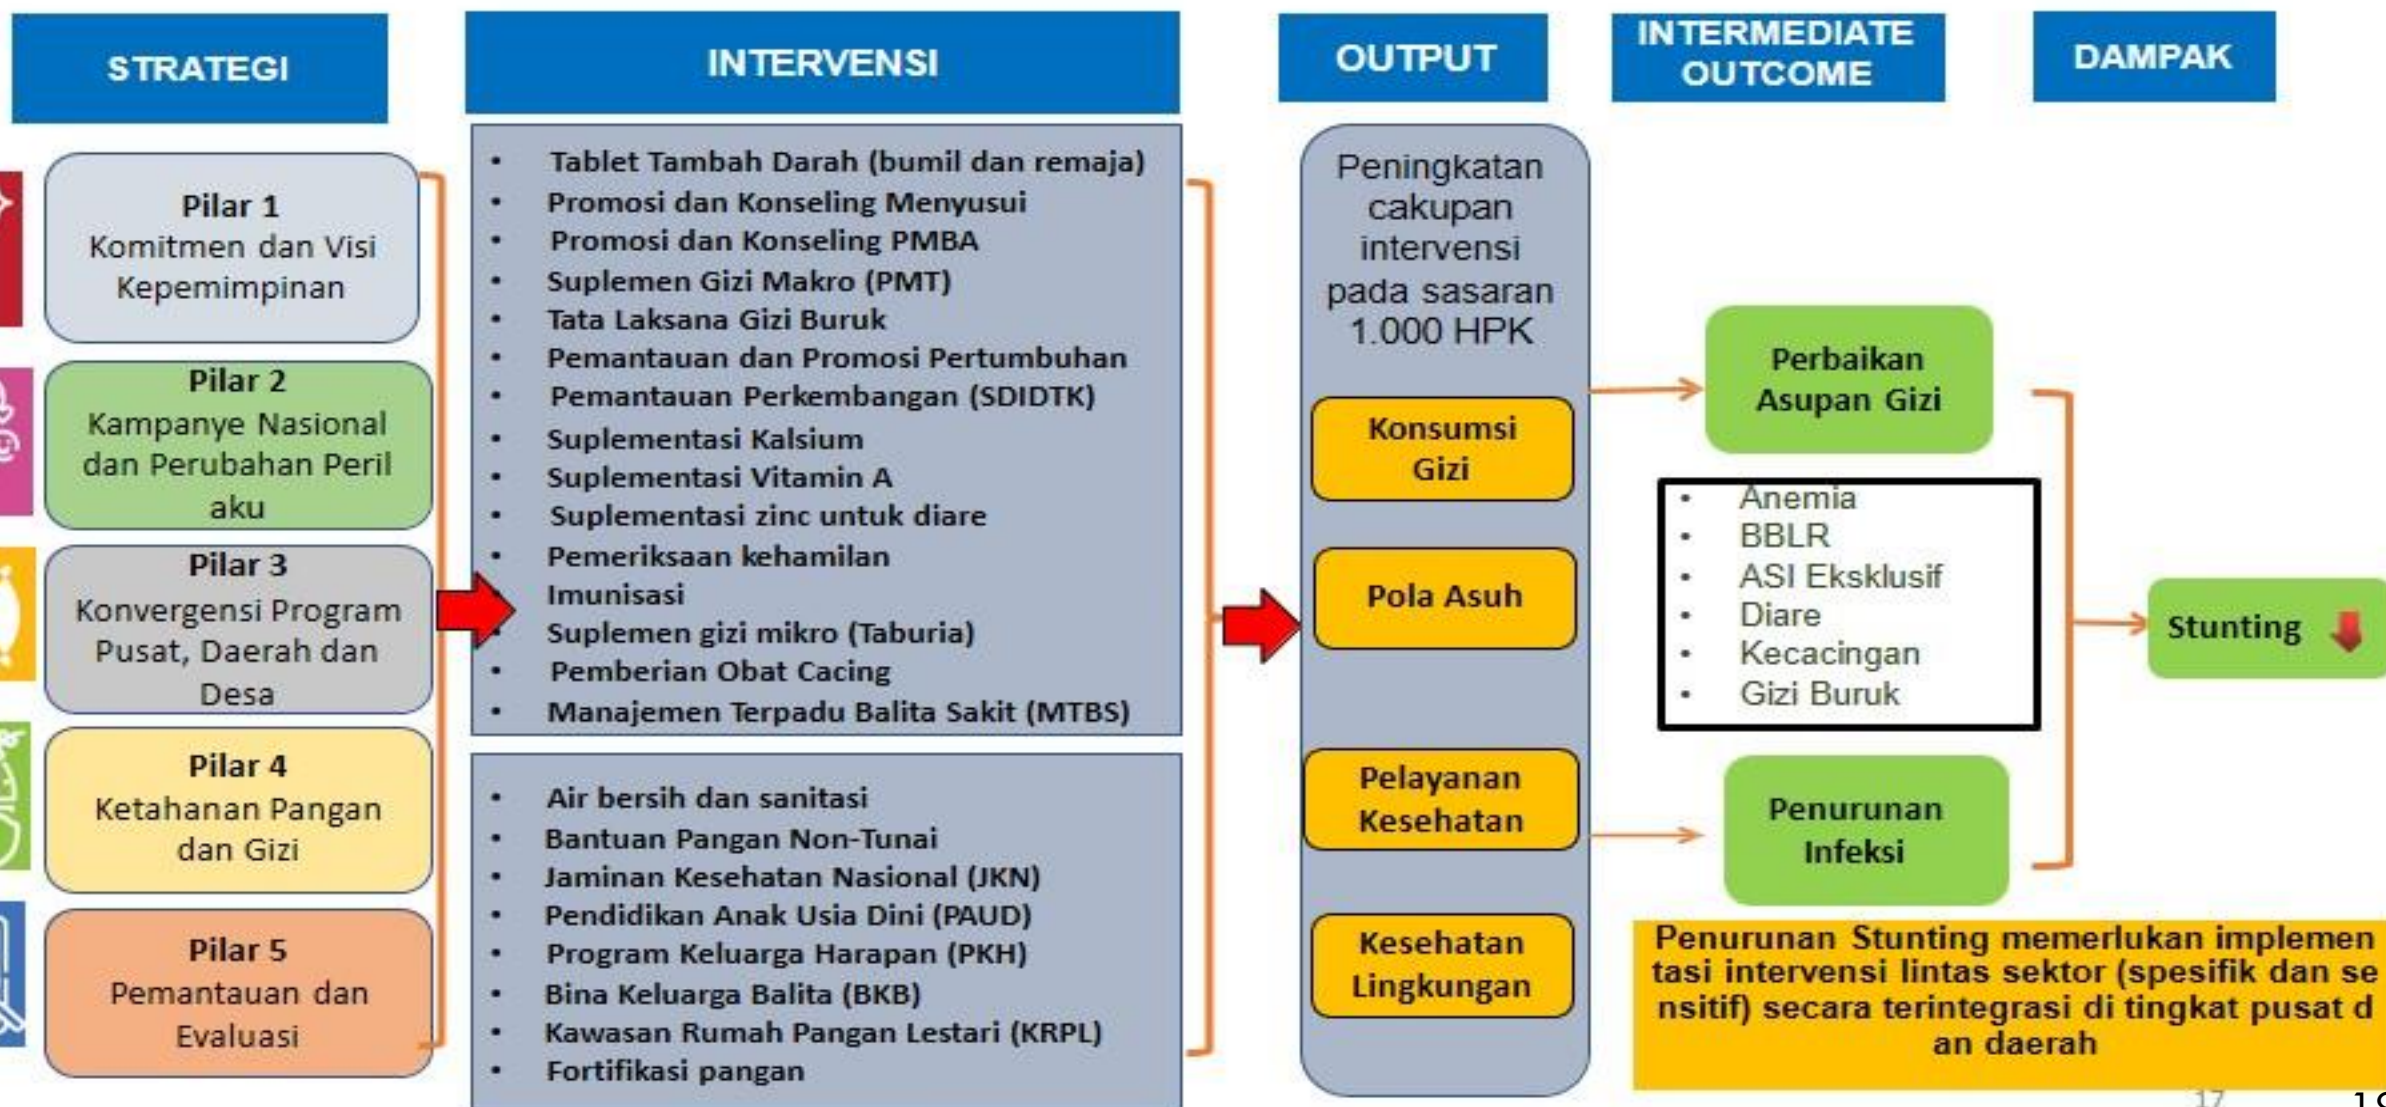 STRATEGI
Pilar 1
Komitmen dan Visi
Kepemimpinan
Pilar 2
Kampanye Nasional
dan Perubahan Peril
aku
Pilar 3
Konvergensi Program
Pusat, Daerah dan
Desa
Pilar 4
Ketahanan Pangan
dan Gizi
Pilar 5
Pemantauan dan
Evaluasi
INTERVENSI
• Tablet Tambah Darah (bumil dan remaja)
• Promosi dan Konseling Menyusui
• Promosi dan Konseling PMBA
• Suplemen Gizi Makro (PMT)
• Tata Laksana Gizi Buruk
• Pemantauan dan Promosi Pertumbuhan
• Pemantauan Perkembangan (SDIDTK)
• Suplementasi Kalsium
• Suplementasi Vitamin A
• Suplementasi zinc untuk diare
• Pemeriksaan kehamilan
• Imunisasi
• Suplemen gizi mikro (Taburia)
• Pemberian Obat Cacing
• Manajemen Terpadu Balita Sakit (MTBS)
• Air bersih dan sanitasi
• Bantuan Pangan Non-Tunai
• Jaminan Kesehatan Nasional (JKN)
• Pendidikan Anak Usia Dini (PAUD)
• Program Keluarga Harapan (PKH)
• Bina Keluarga Balita (BKB)
• Kawasan Rumah Pangan Lestari (KRPL)
• Fortifikasi pangan
OUTPUT
Peningkatan
cakupan
intervensi
pada sasaran
1.000 HPK
Konsumsi
Gizi
Pola Asuh
Pelayanan
Kesehatan
Kesehatan
Lingkungan
INTERMEDIATE
OUTCOME
Perbaikan
Asupan Gizi
• Anemia
• BBLR
• ASI Eksklusif
• Diare
• Kecacingan
• Gizi Buruk
Penurunan
Infeksi
DAMPAK
Stunting
Penurunan Stunting memerlukan implemen
tasi intervensi lintas sektor (spesifik dan se
nsitif) secara terintegrasi di tingkat pusat d
an daerah
17